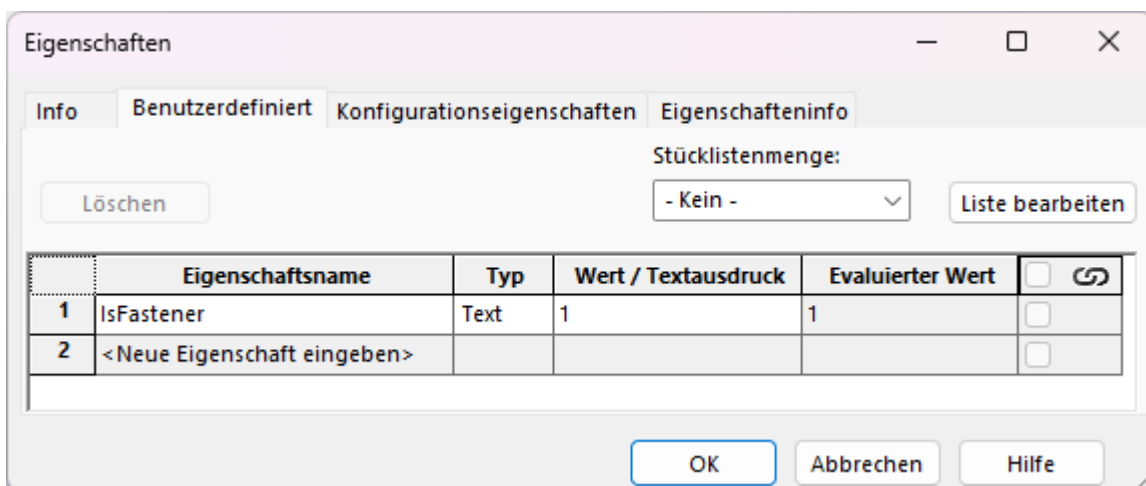 Eigenschaften
Info Benutzerdefiniert Konfigurationseigenschaften Eigenschafteninfo
Stücklistenmenge:
Löschen - Kein - Liste bearbeiten
Eigenschaftsname Typ Wert / Textausdruck Evaluierter Wert
1 IsFastener Text 1 1
2 <Neue Eigenschaft eingeben>
OK Abbrechen Hilfe